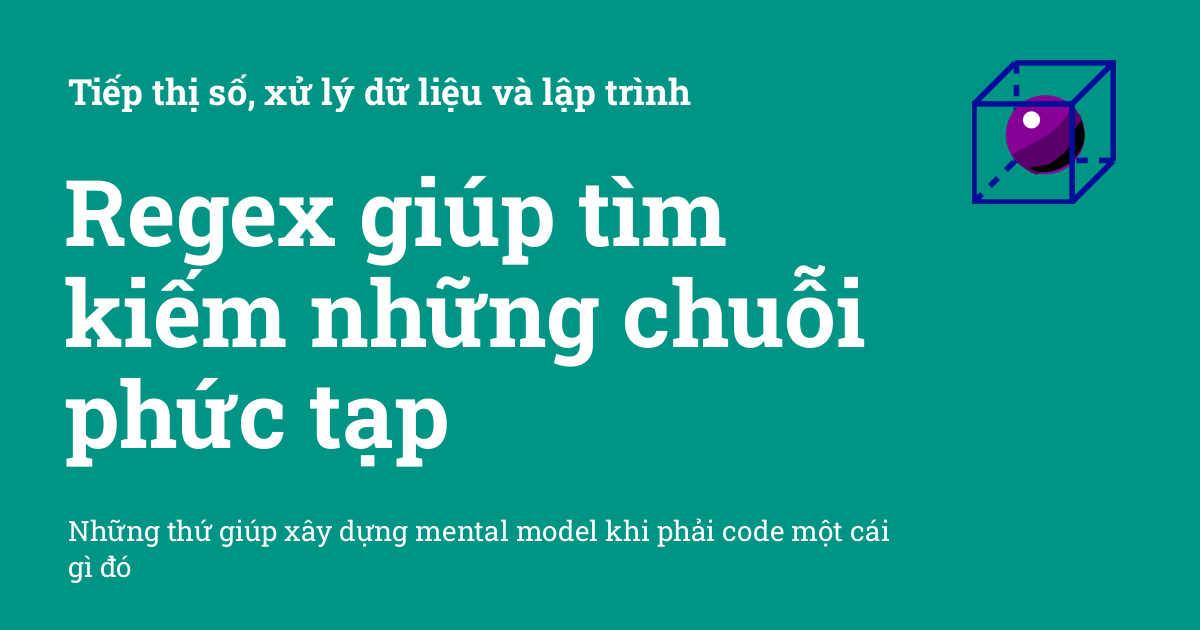 Tiếp thị số, xử lý dữ liệu và lập trình
Regex giúp tìm
kiếm những chuỗi
phức tạp
Những thứ giúp xây dựng mental model khi phải code một cái
gì đó